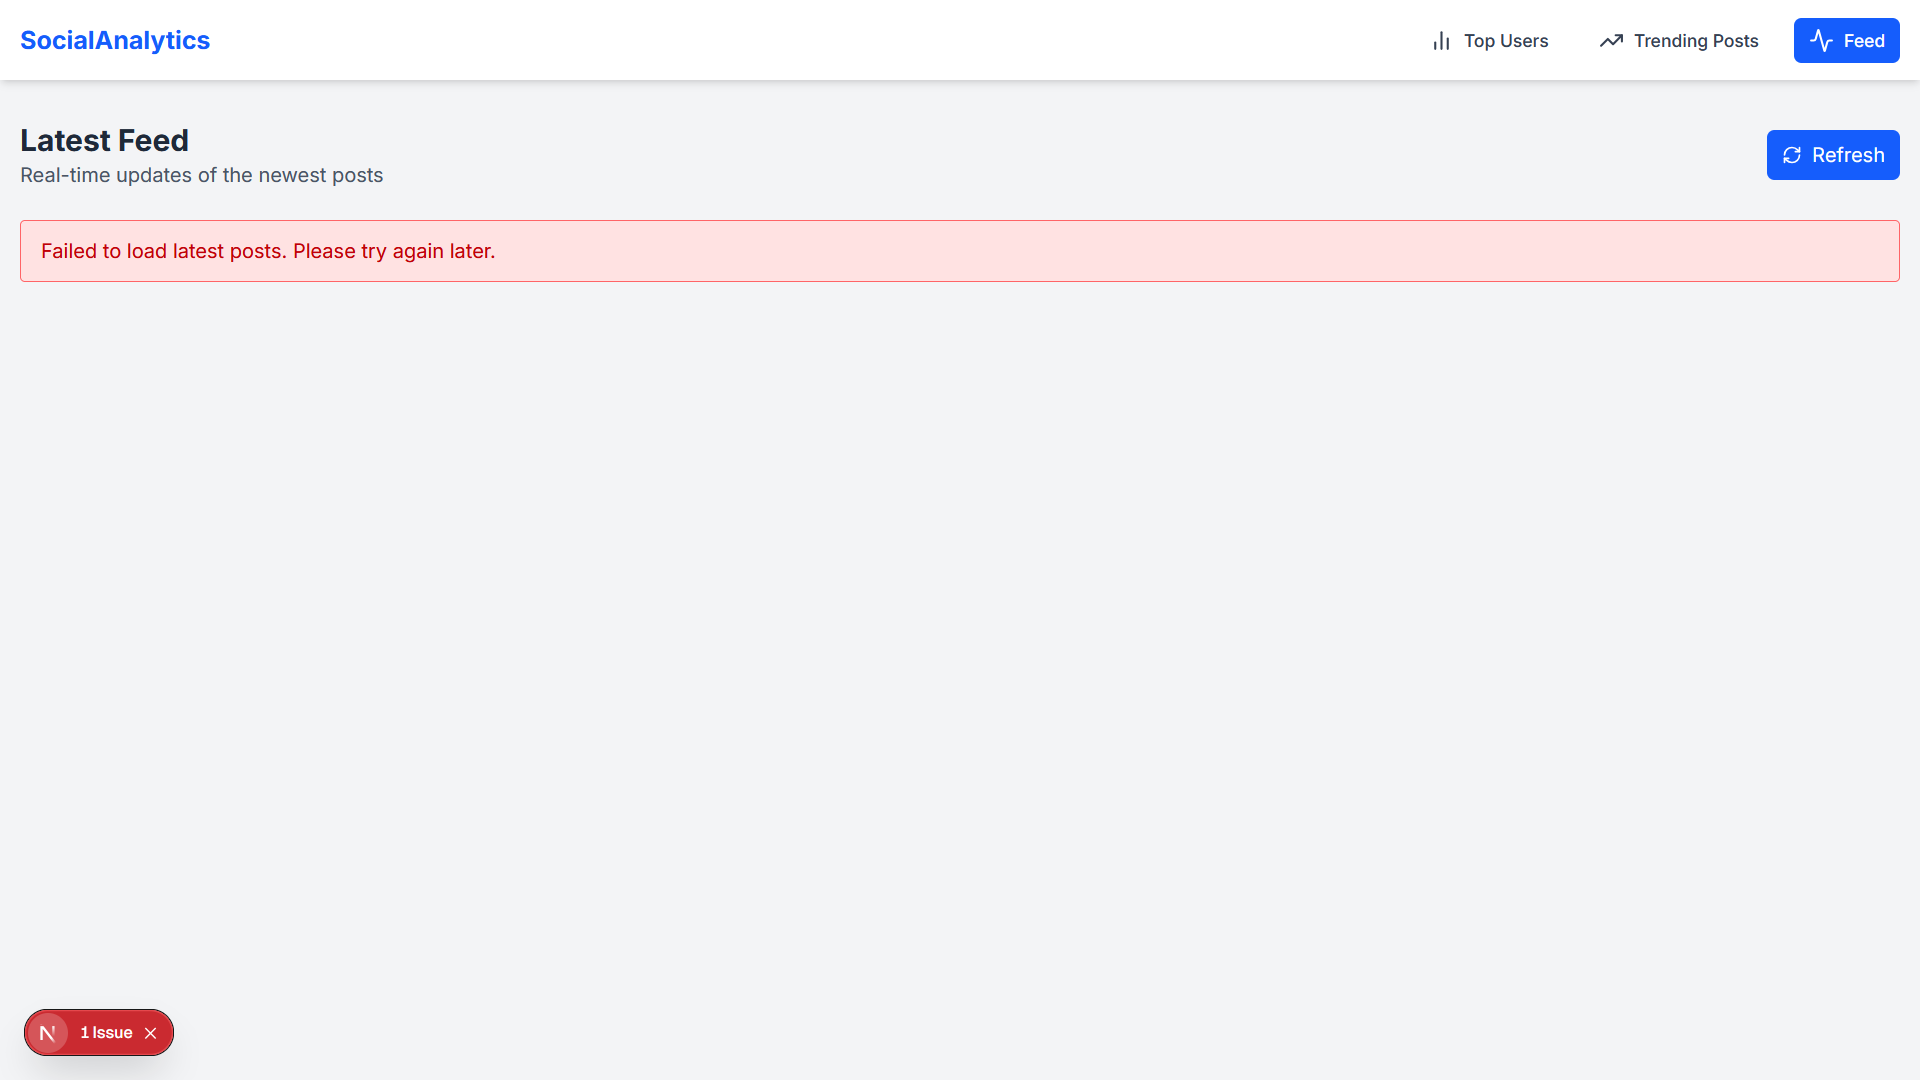 SocialAnalytics
Top Users
Trending Posts
Feed
Latest Feed
Real-time updates of the newest posts
Refresh
Failed to load latest posts. Please try again later.
N
1 Issue